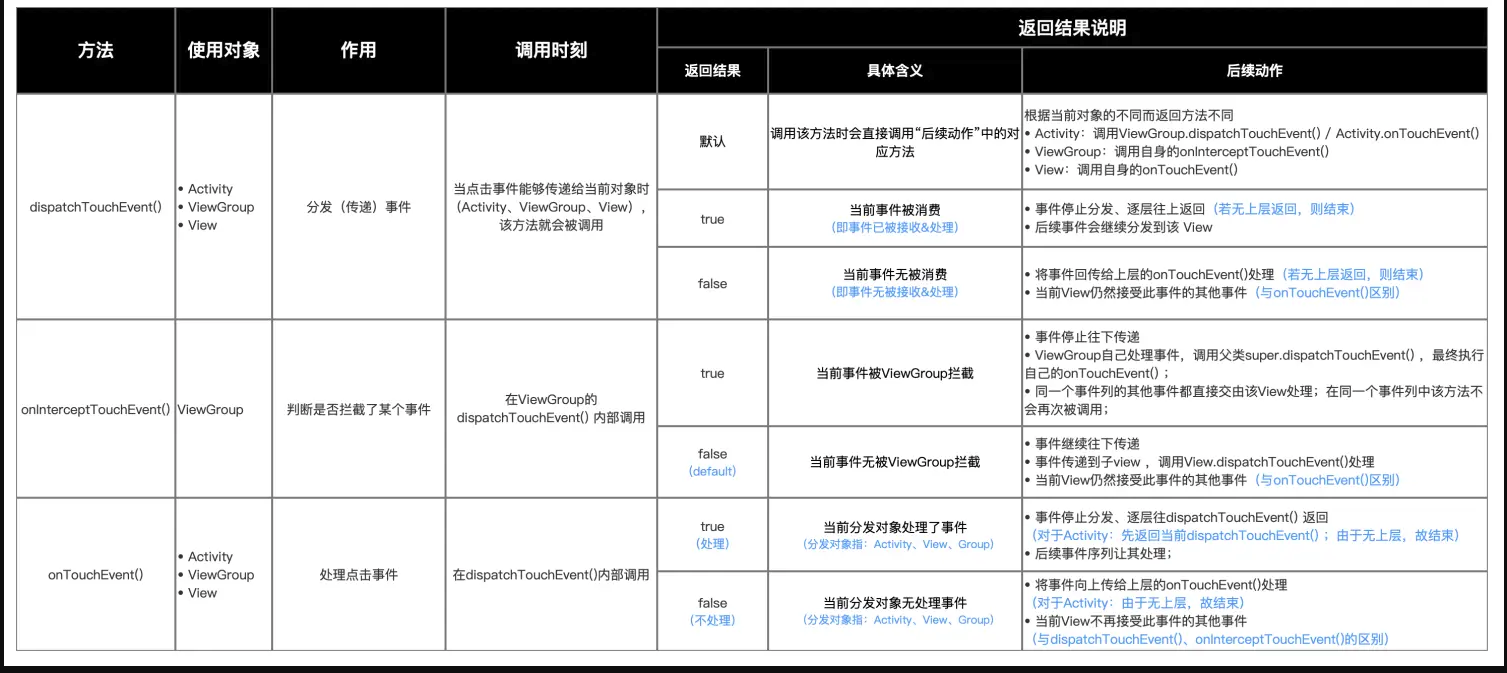 方法
使用对象
作用
调用时刻
返回结果说明
返回结果
具体含义
后续动作
dispatchTouchEvent()
• Activity
• ViewGroup
• View
分发（传递）事件
当点击事件能够传递给当前对象时
（Activity、ViewGroup、View），
该方法就会被调用
默认
调用该方法时会直接调用“后续动作”中的对
应方法
根据当前对象的不同而返回方法不同
• Activity：调用ViewGroup.dispatchTouchEvent() / Activity.onTouchEvent()
• ViewGroup：调用自身的onInterceptTouchEvent()
• View：调用自身的onTouchEvent()
true
当前事件被消费
（即事件已被接收&处理）
• 事件停止分发、逐层往上返回（若无上层返回，则结束）
• 后续事件会继续分发到该 View
false
当前事件无被消费
（即事件无被接收&处理）
• 将事件回传给上层的onTouchEvent()处理（若无上层返回，则结束）
• 当前View仍然接受此事件的其他事件（与onTouchEvent()区别）
onInterceptTouchEvent()
ViewGroup
判断是否拦截了某个事件
在ViewGroup的
dispatchTouchEvent() 内部调用
true
当前事件被ViewGroup拦截
• 事件停止往下传递
• ViewGroup自己处理事件，调用父类super.dispatchTouchEvent() ，最终执行
自己的onTouchEvent() ；
• 同一个事件列的其他事件都直接交由该View处理；在同一个事件列中该方法不
会再次被调用；
false
(default)
当前事件无被ViewGroup拦截
• 事件继续往下传递
• 事件传递到子view ，调用View.dispatchTouchEvent()处理
• 当前View仍然接受此事件的其他事件（与onTouchEvent()区别）
onTouchEvent()
• Activity
• ViewGroup
• View
处理点击事件
在dispatchTouchEvent()内部调用
true
（处理）
当前分发对象处理了事件
（分发对象指：Activity、View、Group）
• 事件停止分发、逐层往dispatchTouchEvent() 返回
（对于Activity：先返回当前dispatchTouchEvent() ；由于无上层，故结束）
• 后续事件序列让其处理；
false
（不处理）
当前分发对象无处理事件
（分发对象指：Activity、View、Group）
• 将事件向上传给上层的onTouchEvent()处理
（对于Activity：由于无上层，故结束）
• 当前View不再接受此事件的其他事件
（与dispatchTouchEvent()、onInterceptTouchEvent()的区别）